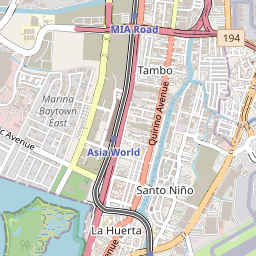 MIA Road
194
Tambo
Marina
Baytown
East
Quirino Avenue
Avenue
Asia World
Santo Niño
La Huerta